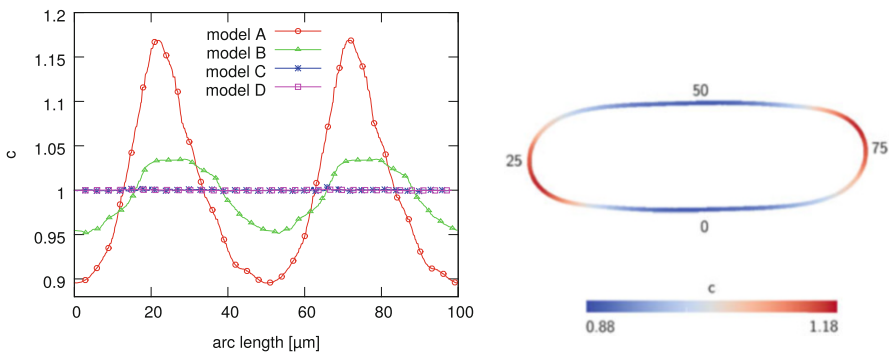 1.2
1.15
1.1
1.05
1
0.95
0.9
c
0 20 40 60 80 100
arc length [µm]
model A
model B
model C
model D
50
25
75
0
c
0.88 1.18